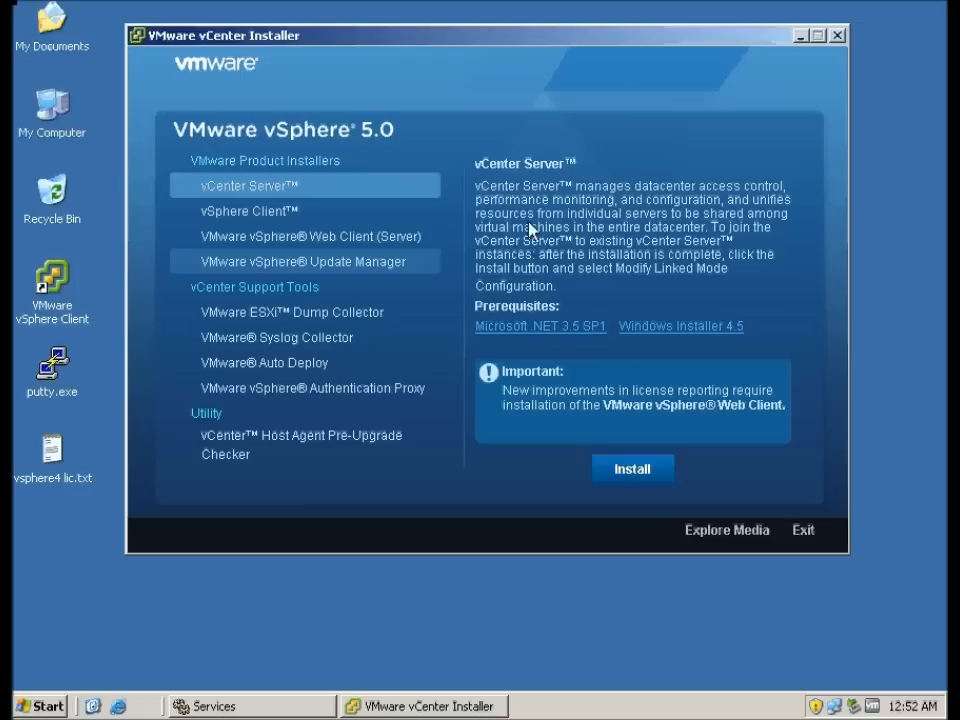 My Documents
My Computer
Recycle Bin
VMware
vSphere Client
putty.exe
vsphere4 lic.txt
VMware vCenter Installer
vmware®
VMware vSphere® 5.0
VMware Product Installers
vCenter Server™
vSphere Client™
VMware vSphere® Web Client (Server)
VMware vSphere® Update Manager
vCenter Support Tools
VMware ESXi™ Dump Collector
VMware® Syslog Collector
VMware® Auto Deploy
VMware vSphere® Authentication Proxy
Utility
vCenter™ Host Agent Pre-Upgrade
Checker
vCenter Server™
vCenter Server™ manages datacenter access control,
performance monitoring, and configuration, and unifies
resources from individual servers to be shared among
virtual machines in the entire datacenter. To join the
vCenter Server™ to existing vCenter Server™
instances: after the installation is complete, click the
Install button and select Modify Linked Mode
Configuration.
Prerequisites:
Microsoft .NET 3.5 SP1 Windows Installer 4.5
Important:
New improvements in license reporting require
installation of the VMware vSphere® Web Client.
Install
Explore Media Exit
Start Services VMware vCenter Installer 12:52 AM